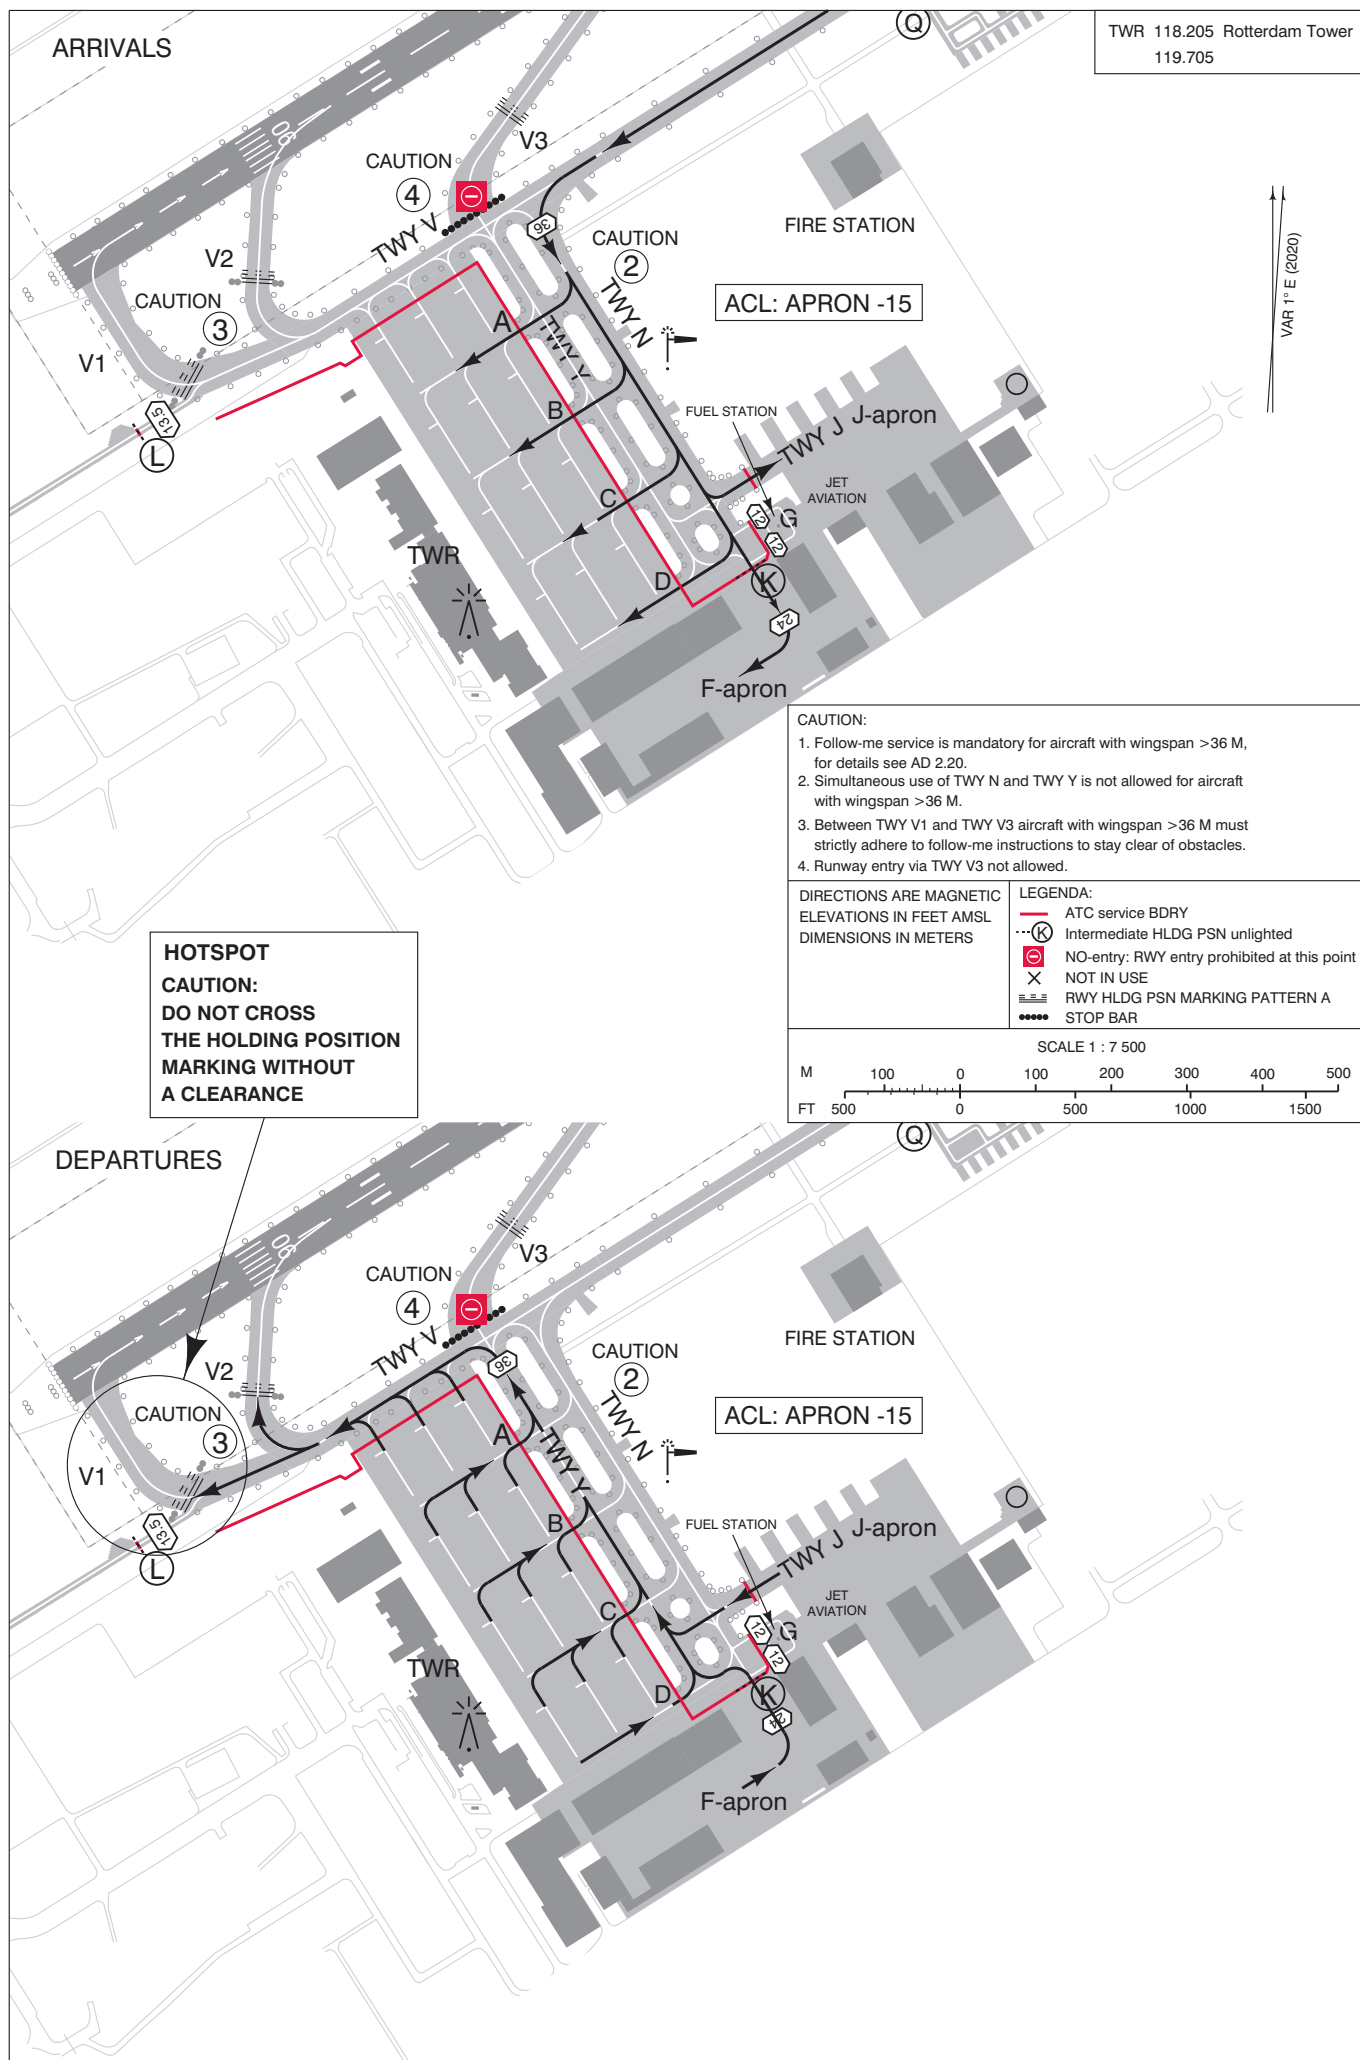 ARRIVALS
TWR 118.205 Rotterdam Tower
119.705
Q
06
V3
CAUTION
4
TWY V
36
CAUTION
2
TWY N
FIRE STATION
VAR 1° E (2020)
V2
CAUTION
3
V1
13.5
L
ACL: APRON -15
A
TWY Y
B
FUEL STATION
TWY J
J-apron
JET
AVIATION
C
12
G
12
TWR
D
K
24
F-apron
CAUTION:
1. Follow-me service is mandatory for aircraft with wingspan >36 M,
for details see AD 2.20.
2. Simultaneous use of TWY N and TWY Y is not allowed for aircraft
with wingspan >36 M.
3. Between TWY V1 and TWY V3 aircraft with wingspan >36 M must
strictly adhere to follow-me instructions to stay clear of obstacles.
4. Runway entry via TWY V3 not allowed.
DIRECTIONS ARE MAGNETIC
ELEVATIONS IN FEET AMSL
DIMENSIONS IN METERS
LEGENDA:
ATC service BDRY
K Intermediate HLDG PSN unlighted
NO-entry: RWY entry prohibited at this point
NOT IN USE
RWY HLDG PSN MARKING PATTERN A
STOP BAR
SCALE 1 : 7 500
M 100 0 100 200 300 400 500
FT 500 0 500 1000 1500
HOTSPOT
CAUTION:
DO NOT CROSS
THE HOLDING POSITION
MARKING WITHOUT
A CLEARANCE
DEPARTURES
Q
06
V3
CAUTION
4
TWY V
36
CAUTION
2
TWY N
FIRE STATION
V2
CAUTION
3
V1
13.5
L
ACL: APRON -15
A
TWY Y
B
FUEL STATION
TWY J
J-apron
JET
AVIATION
C
12
G
12
TWR
D
K
24
F-apron